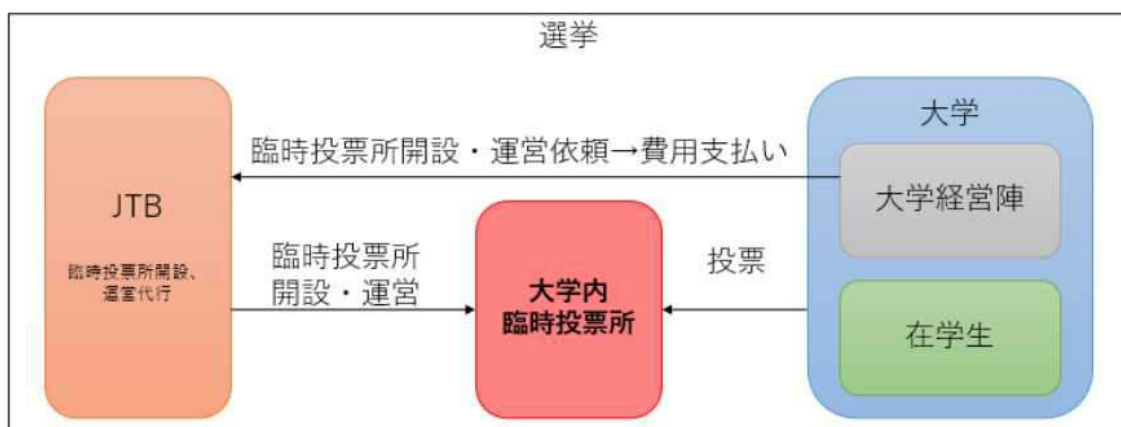 選挙
大学
臨時投票所開設・運営依頼→費用支払い
大学経営陣
JTB
臨時投票所開設、
運営代行
臨時投票所
開設・運営
大学内
臨時投票所
投票
在学生